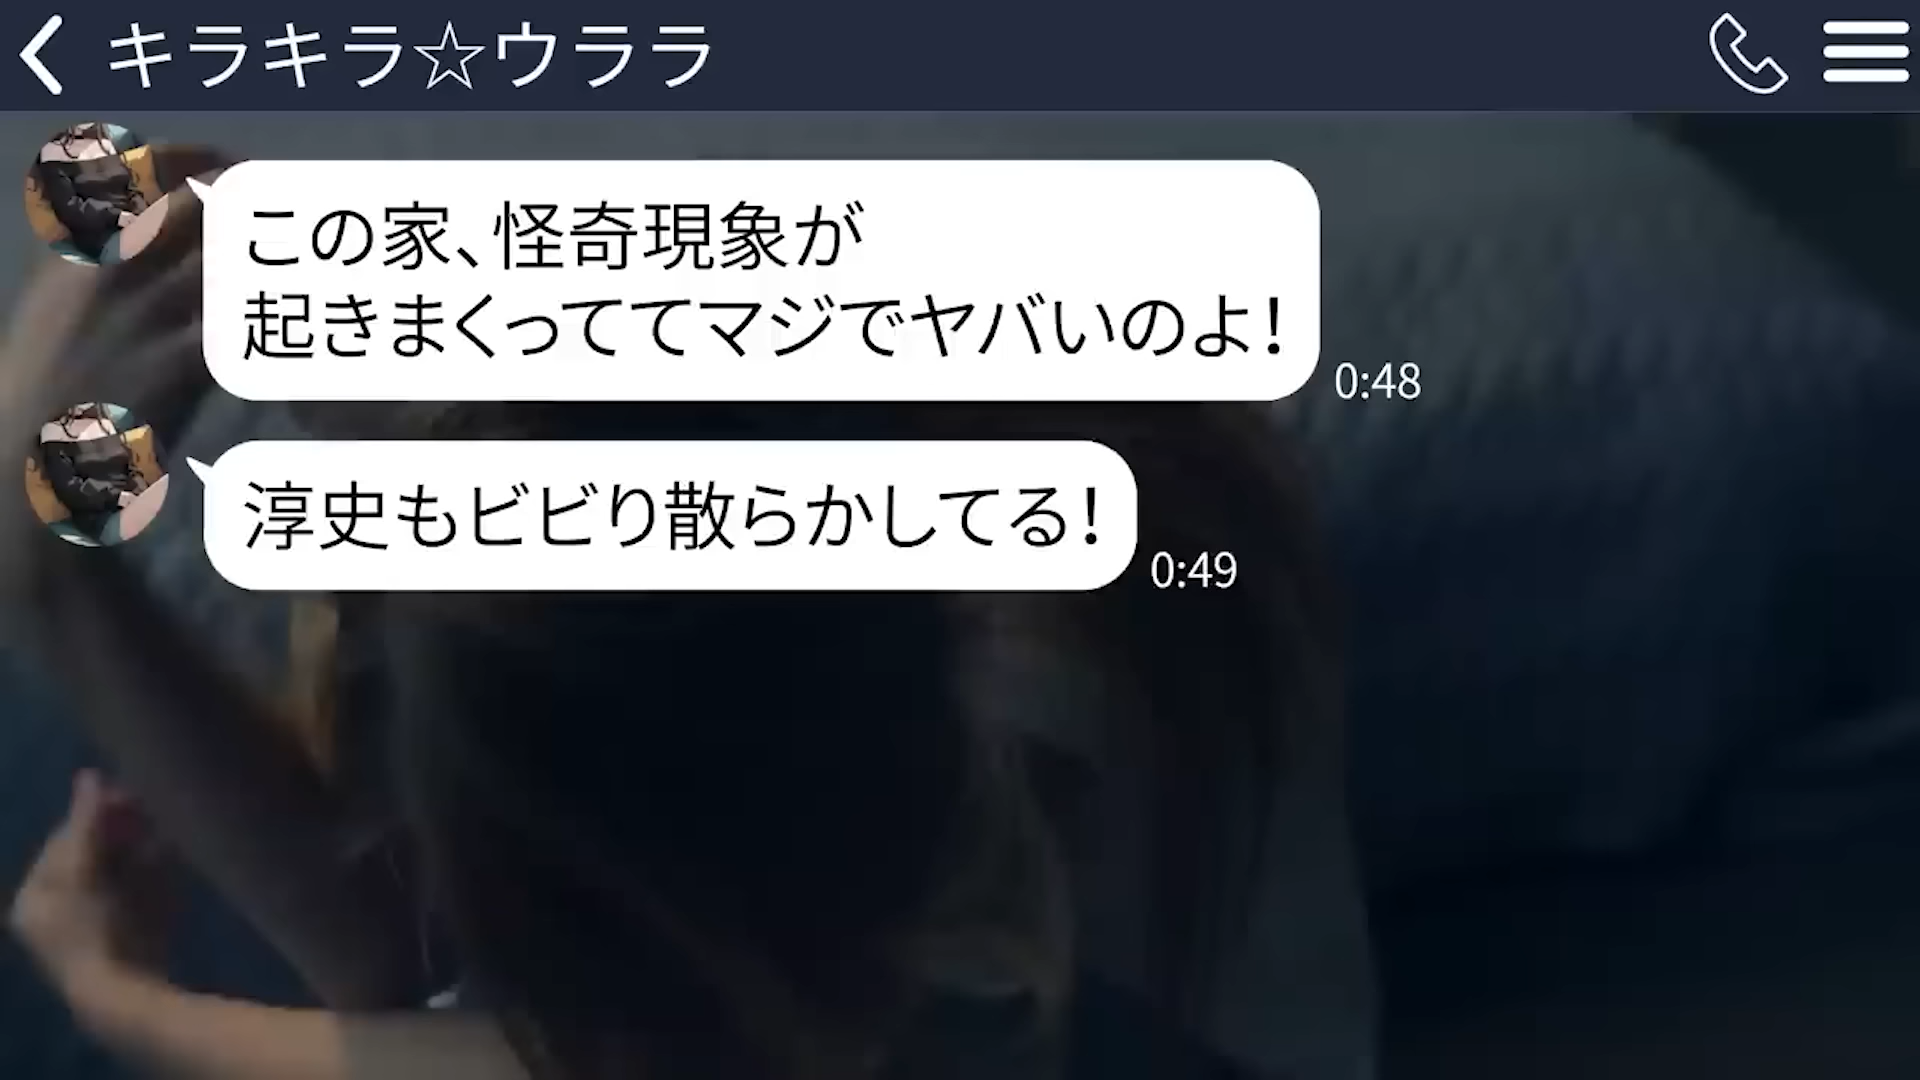 キラキラ☆ウララ
この家、怪奇現象が
起きまくっててマジでヤバいのよ！
0:48
淳史もビビり散らかしてる！
0:49